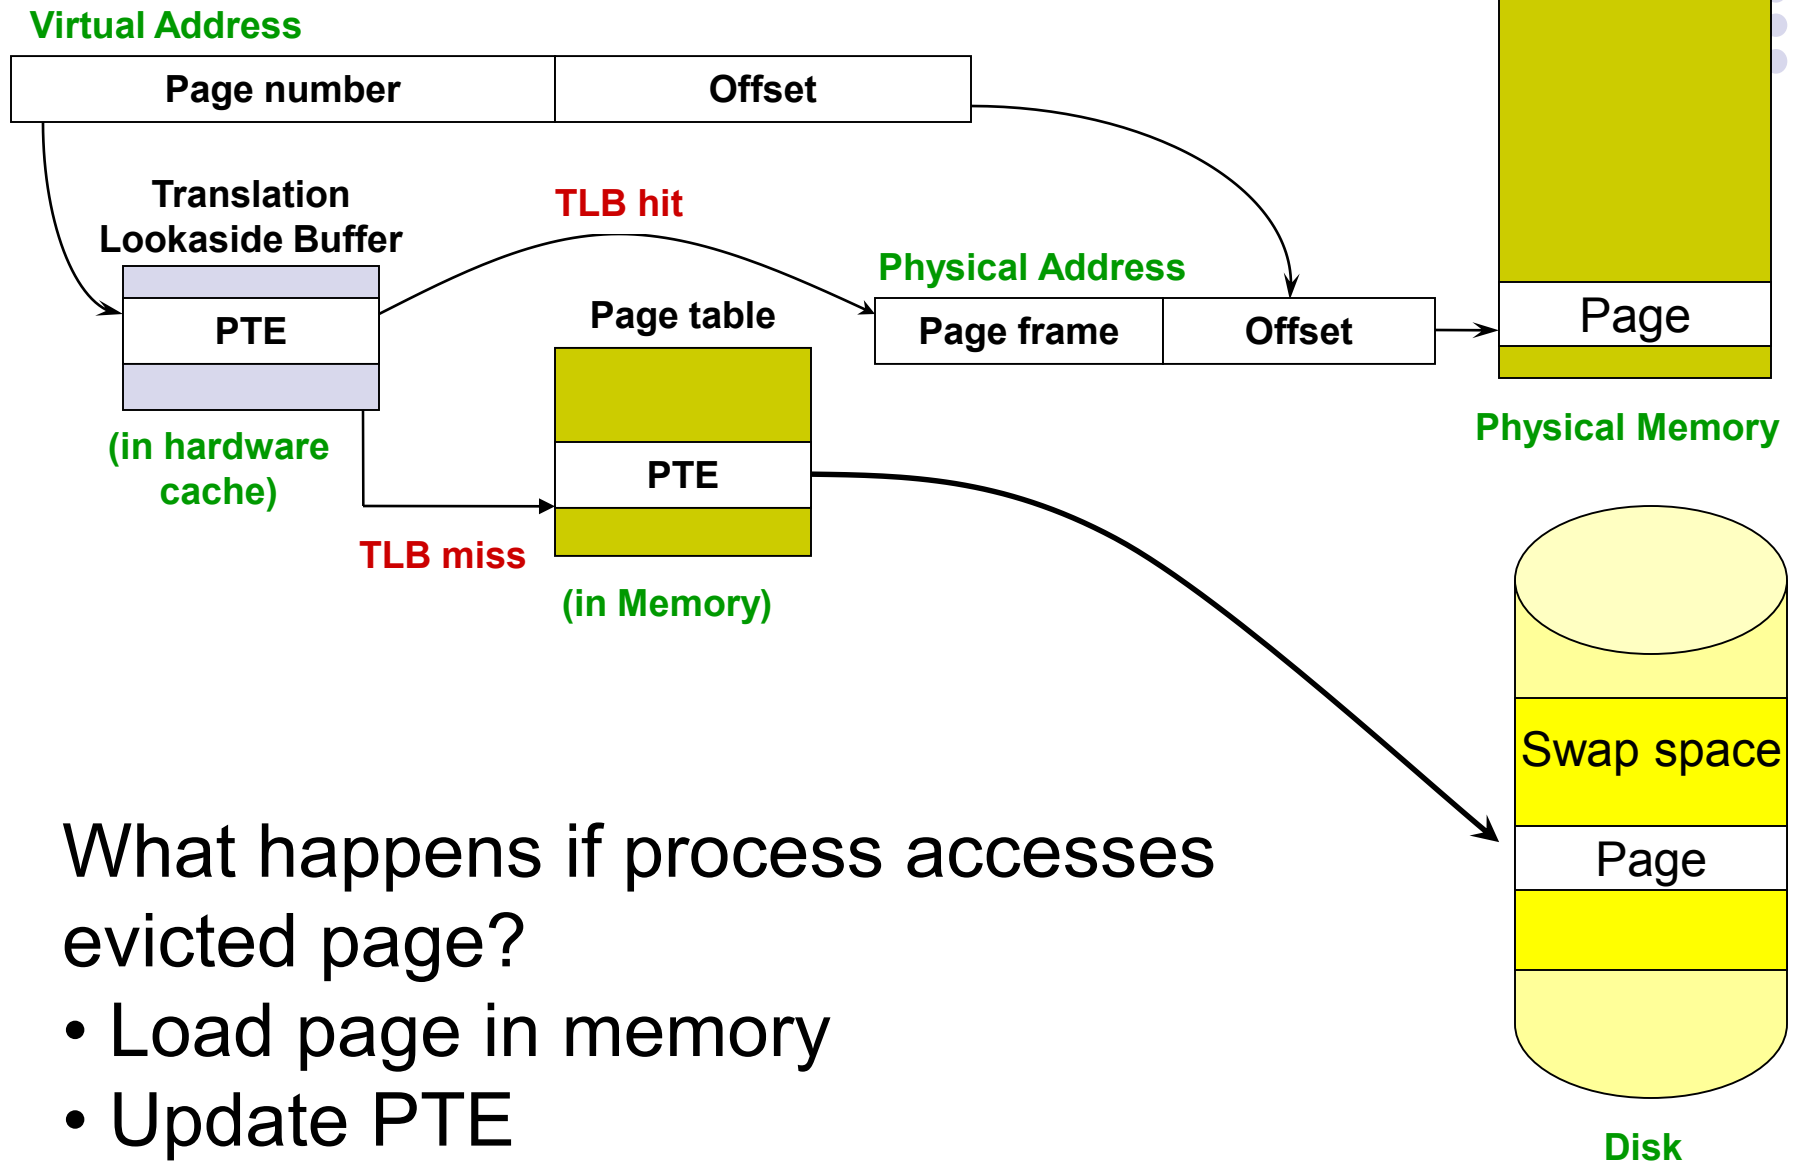 Virtual Address
Page number
Offset
Translation
Lookaside Buffer
TLB hit
Physical Address
PTE
Page table
Page frame
Offset
Page
(in hardware
cache)
PTE
Physical Memory
TLB miss
(in Memory)
Swap space
Page
What happens if process accesses
evicted page?
• Load page in memory
• Update PTE
Disk